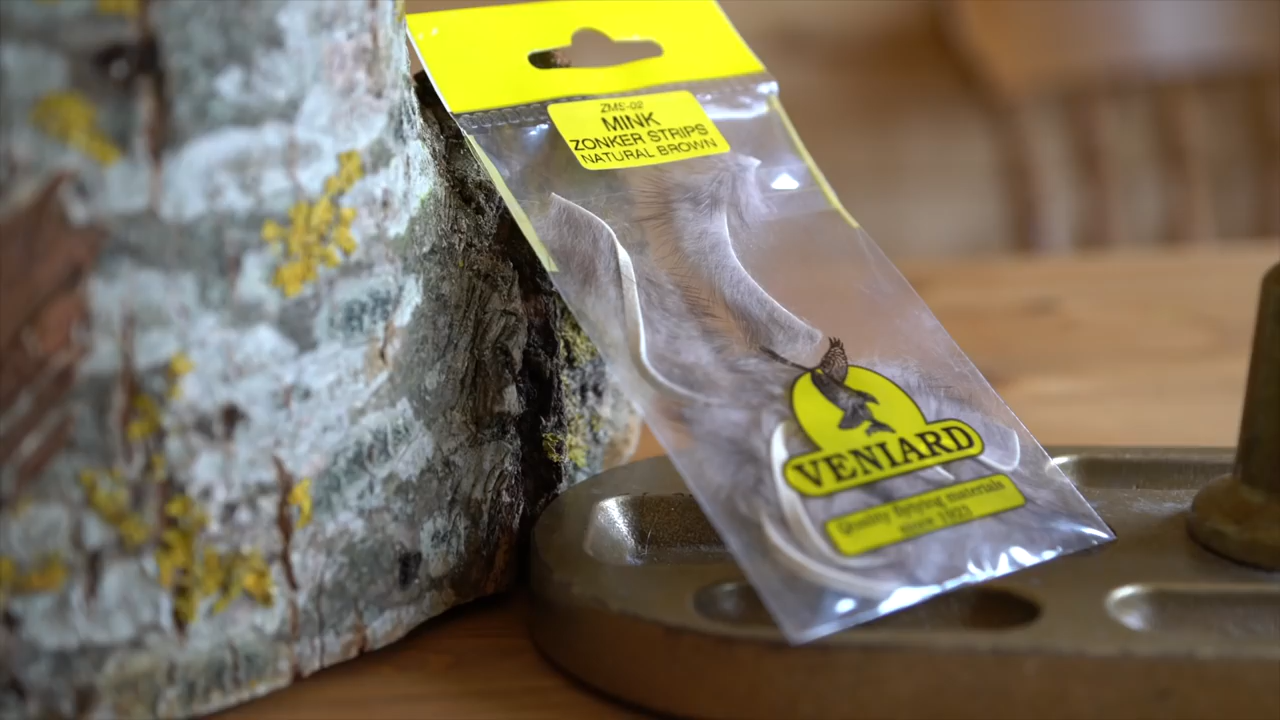 ZMS-02
MINK
ZONKER STRIPS
NATURAL BROWN
VENIARD
Quality flytying materials
since 1923